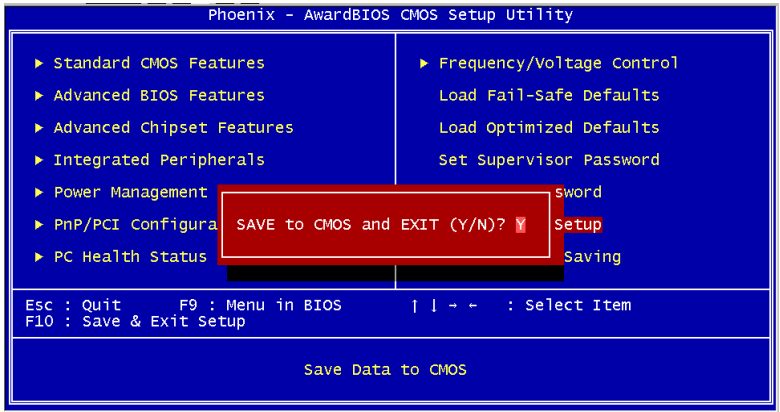 Phoenix - AwardBIOS CMOS Setup Utility
▶ Standard CMOS Features
▶ Advanced BIOS Features
▶ Advanced Chipset Features
▶ Integrated Peripherals
▶ Power Management
▶ PnP/PCI Configura
▶ PC Health Status
▶ Frequency/Voltage Control
Load Fail-Safe Defaults
Load Optimized Defaults
Set Supervisor Password
sword
Setup
Saving
SAVE to CMOS and EXIT (Y/N)? Y
Esc : Quit F9 : Menu in BIOS ↑ ↓ → ← : Select Item
F10 : Save & Exit Setup
Save Data to CMOS